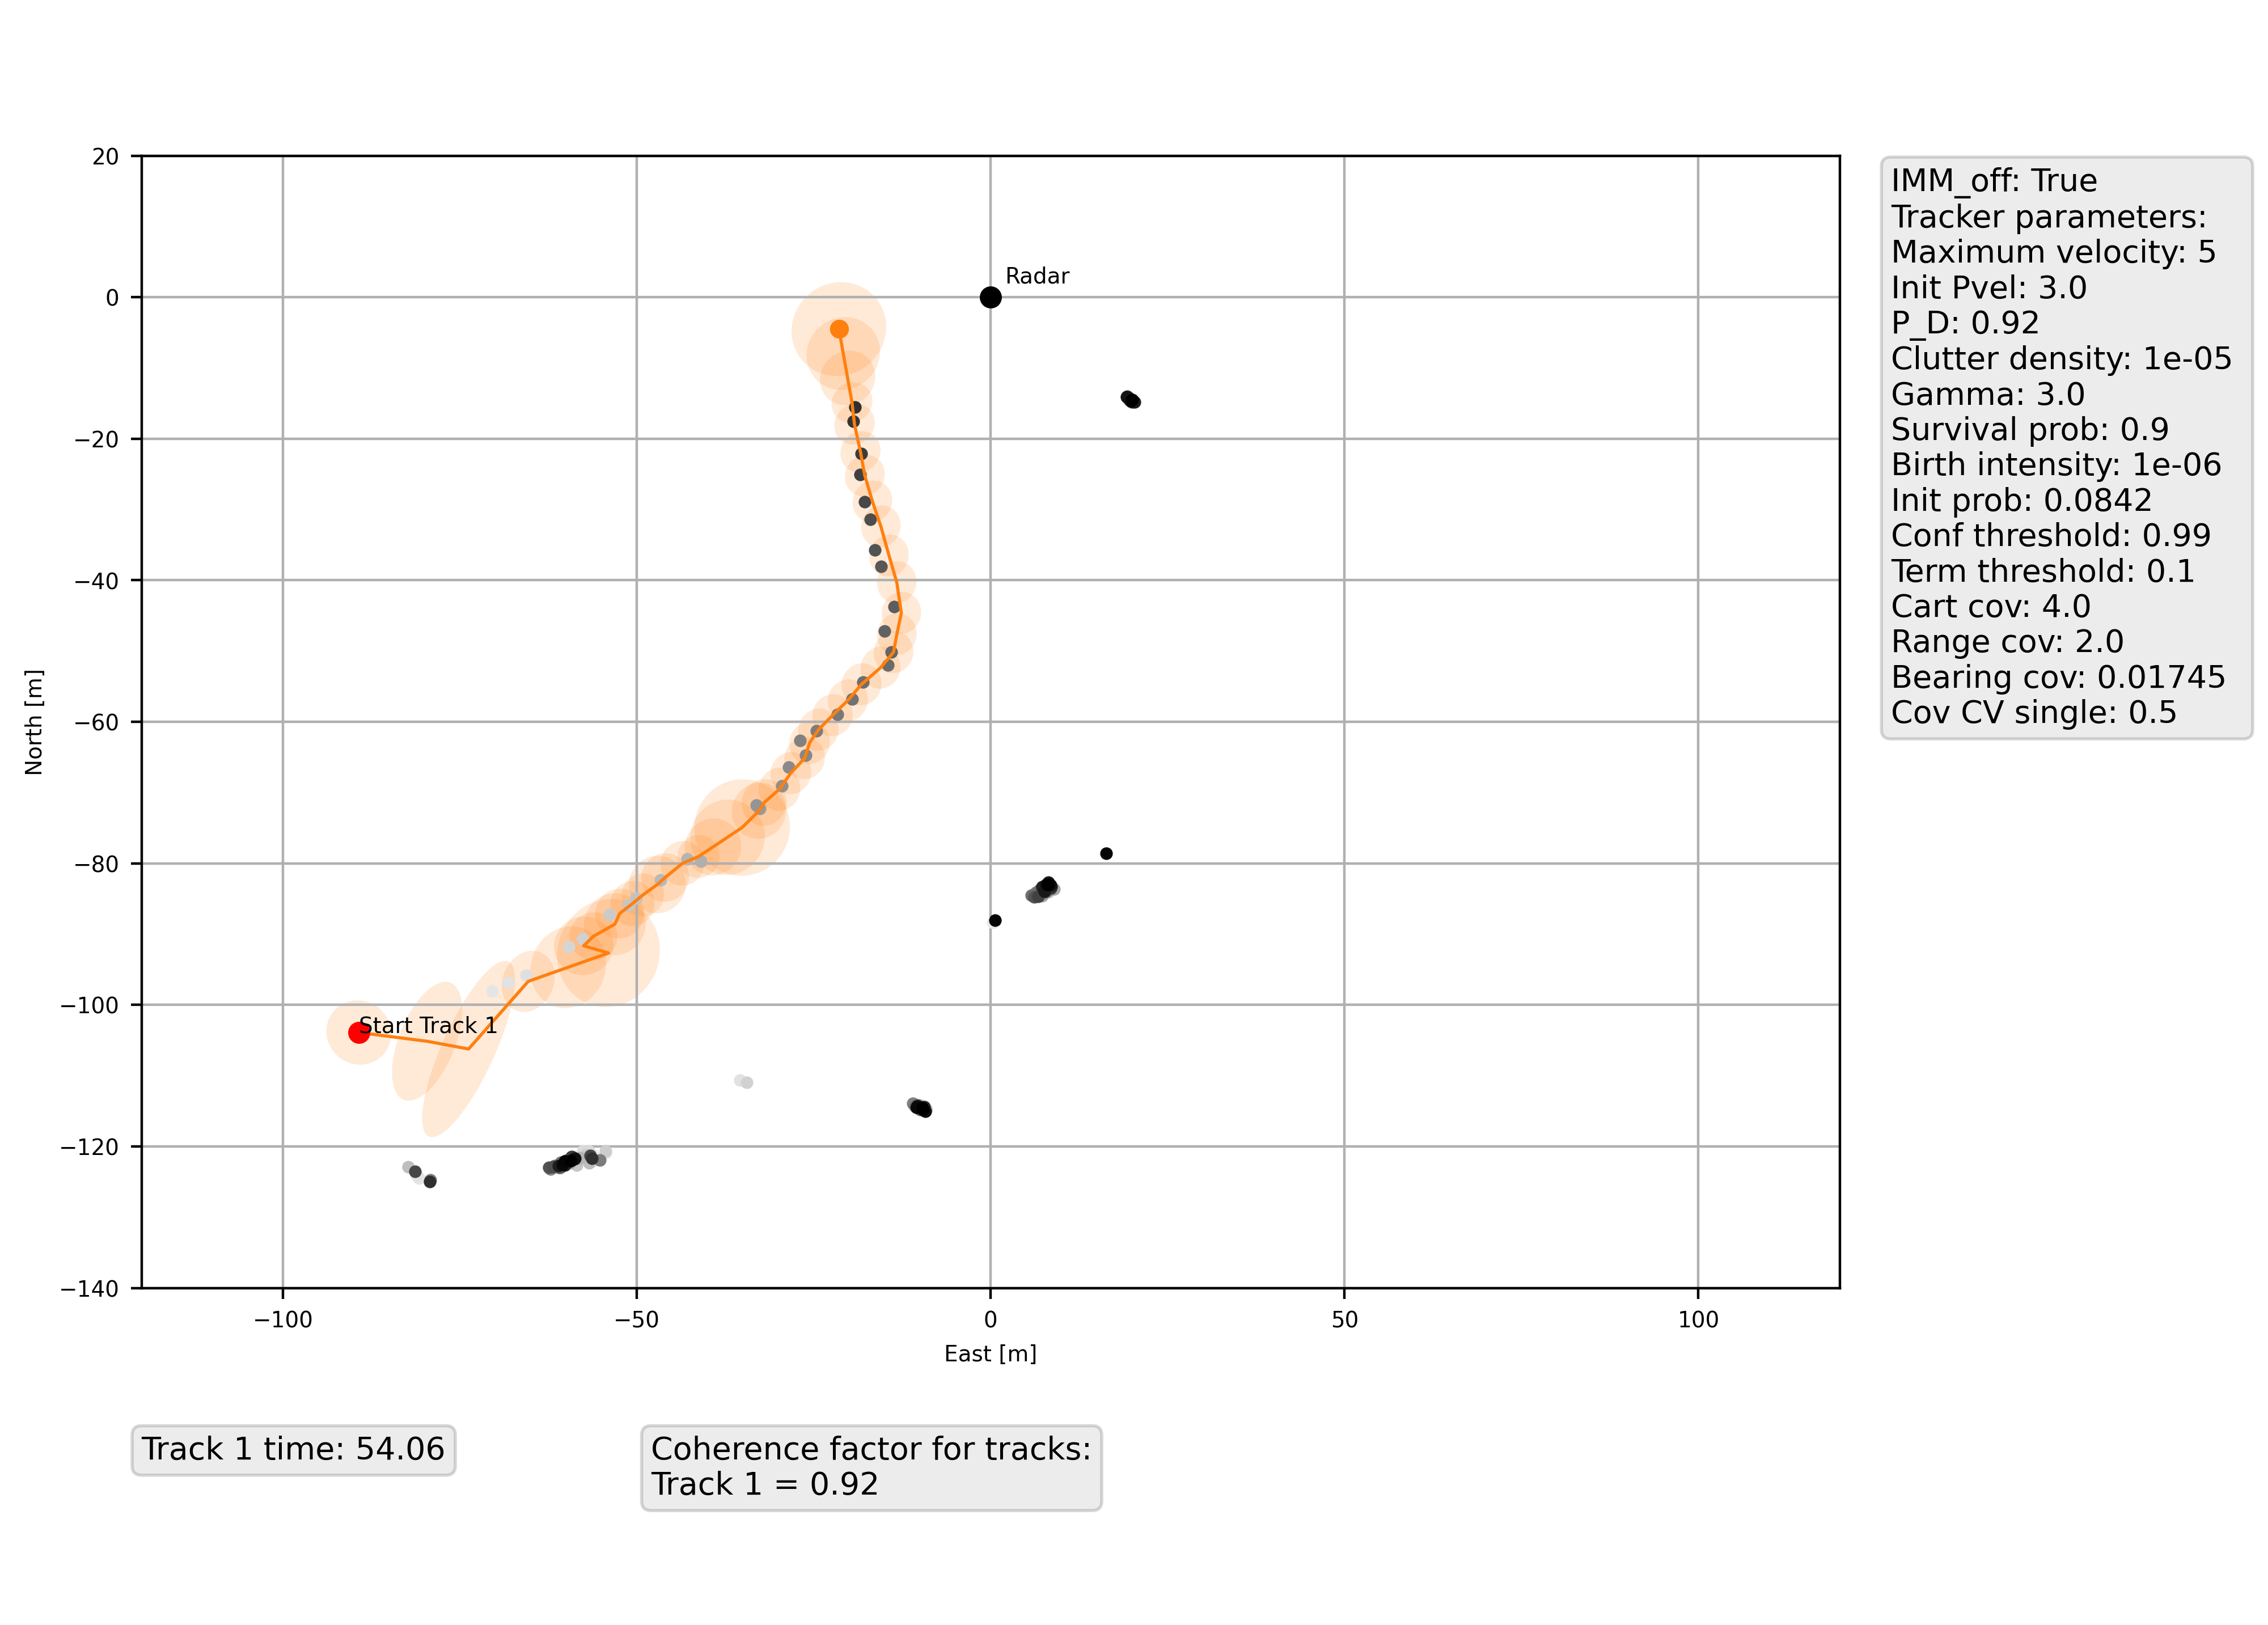 20
0
−20
−40
−60
−80
−100
−120
−140
North [m]
−100
−50
0
50
100
East [m]
Radar
Start Track 1
IMM_off: True
Tracker parameters:
Maximum velocity: 5
Init Pvel: 3.0
P_D: 0.92
Clutter density: 1e-05
Gamma: 3.0
Survival prob: 0.9
Birth intensity: 1e-06
Init prob: 0.0842
Conf threshold: 0.99
Term threshold: 0.1
Cart cov: 4.0
Range cov: 2.0
Bearing cov: 0.01745
Cov CV single: 0.5
Track 1 time: 54.06
Coherence factor for tracks:
Track 1 = 0.92